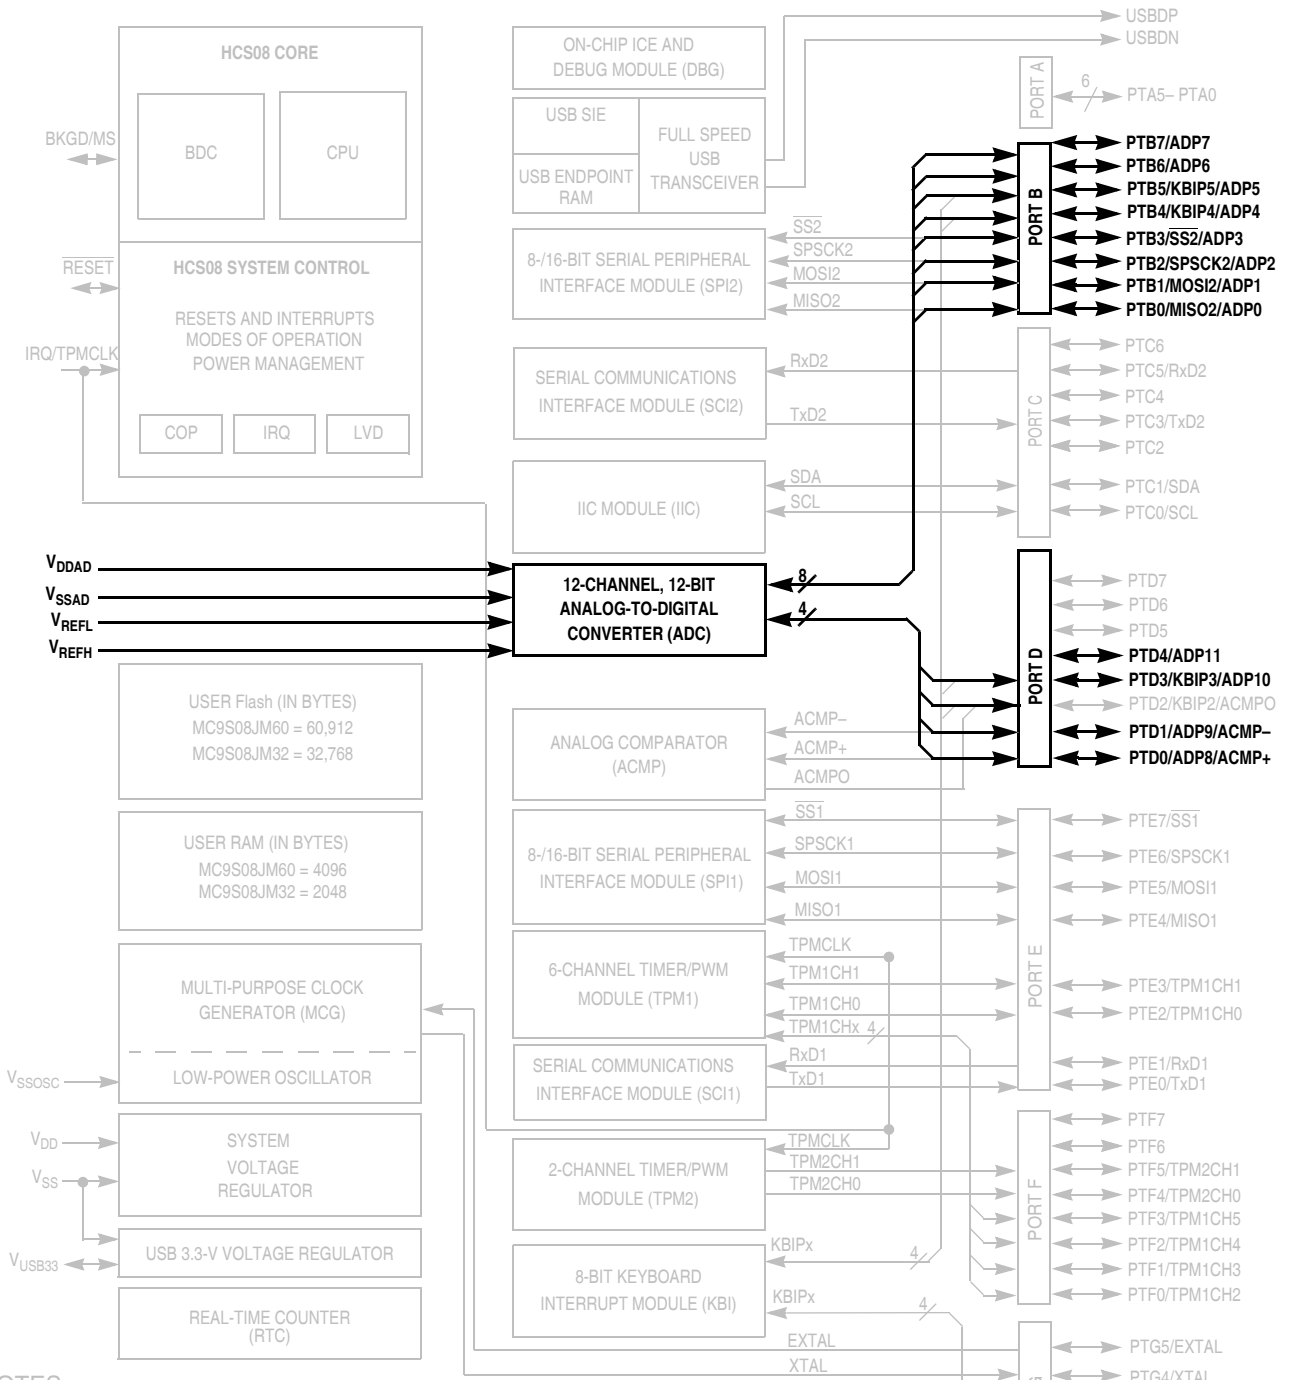 USBDP
USBDN
HCS08 CORE
BDC
CPU
BKGD/MS
HCS08 SYSTEM CONTROL
RESET
RESETS AND INTERRUPTS
MODES OF OPERATION
POWER MANAGEMENT
IRQ/TPMCLK
COP
IRQ
LVD
ON-CHIP ICE AND
DEBUG MODULE (DBG)
USB SIE
USB ENDPOINT
RAM
FULL SPEED
USB
TRANSCEIVER
8-/16-BIT SERIAL PERIPHERAL
INTERFACE MODULE (SPI2)
SS2
SPSCK2
MOSI2
MISO2
SERIAL COMMUNICATIONS
INTERFACE MODULE (SCI2)
RxD2
TxD2
IIC MODULE (IIC)
SDA
SCL
PORT A
6
PTA5– PTA0
PORT B
PTB7/ADP7
PTB6/ADP6
PTB5/KBIP5/ADP5
PTB4/KBIP4/ADP4
PTB3/SS2/ADP3
PTB2/SPSCK2/ADP2
PTB1/MOSI2/ADP1
PTB0/MISO2/ADP0
PORT C
PTC6
PTC5/RxD2
PTC4
PTC3/TxD2
PTC2
PTC1/SDA
PTC0/SCL
VDDAD
VSSAD
VREFL
VREFH
12-CHANNEL, 12-BIT
ANALOG-TO-DIGITAL
CONVERTER (ADC)
8
4
PORT D
PTD7
PTD6
PTD5
PTD4/ADP11
PTD3/KBIP3/ADP10
PTD2/KBIP2/ACMPO
PTD1/ADP9/ACMP–
PTD0/ADP8/ACMP+
USER Flash (IN BYTES)
MC9S08JM60 = 60,912
MC9S08JM32 = 32,768
ANALOG COMPARATOR
(ACMP)
ACMP–
ACMP+
ACMPO
USER RAM (IN BYTES)
MC9S08JM60 = 4096
MC9S08JM32 = 2048
8-/16-BIT SERIAL PERIPHERAL
INTERFACE MODULE (SPI1)
SS1
SPSCK1
MOSI1
MISO1
PORT E
PTE7/SS1
PTE6/SPSCK1
PTE5/MOSI1
PTE4/MISO1
PTE3/TPM1CH1
PTE2/TPM1CH0
PTE1/RxD1
PTE0/TxD1
MULTI-PURPOSE CLOCK
GENERATOR (MCG)
LOW-POWER OSCILLATOR
VSSOSC
6-CHANNEL TIMER/PWM
MODULE (TPM1)
TPMCLK
TPM1CH1
TPM1CH0
TPM1CHx 4
SERIAL COMMUNICATIONS
INTERFACE MODULE (SCI1)
RxD1
TxD1
VDD
VSS
SYSTEM
VOLTAGE
REGULATOR
2-CHANNEL TIMER/PWM
MODULE (TPM2)
TPMCLK
TPM2CH1
TPM2CH0
PORT F
PTF7
PTF6
PTF5/TPM2CH1
PTF4/TPM2CH0
PTF3/TPM1CH5
PTF2/TPM1CH4
PTF1/TPM1CH3
PTF0/TPM1CH2
VUSB33
USB 3.3-V VOLTAGE REGULATOR
8-BIT KEYBOARD
INTERRUPT MODULE (KBI)
KBIPx
4
KBIPx
4
REAL-TIME COUNTER
(RTC)
EXTAL
XTAL
PTG5/EXTAL
PTG4/XTAL